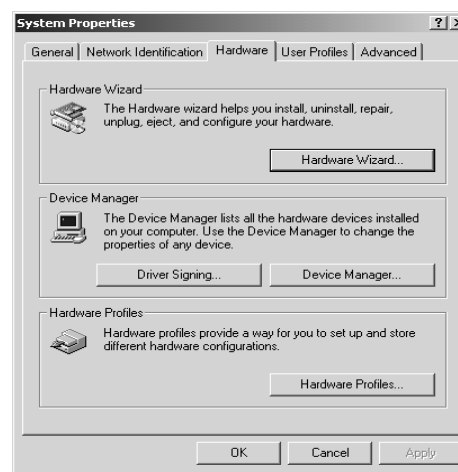 System Properties
General Network Identification Hardware User Profiles Advanced
Hardware Wizard
The Hardware wizard helps you install, uninstall, repair,
unplug, eject, and configure your hardware.
Hardware Wizard...
Device Manager
The Device Manager lists all the hardware devices installed
on your computer. Use the Device Manager to change the
properties of any device.
Driver Signing... Device Manager...
Hardware Profiles
Hardware profiles provide a way for you to set up and store
different hardware configurations.
Hardware Profiles...
OK Cancel Apply